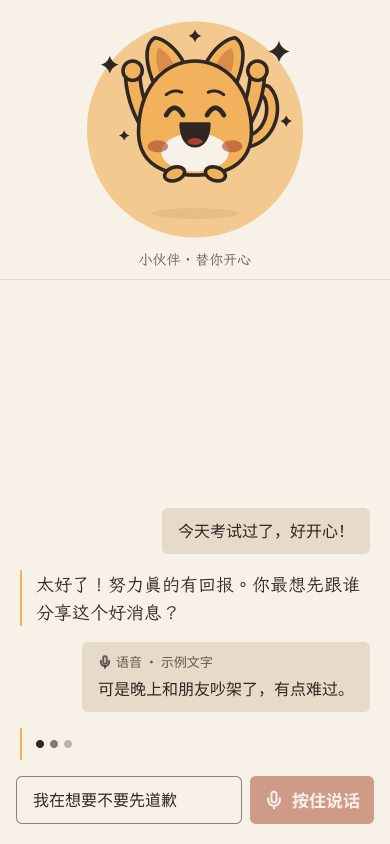 小伙伴・替你开心
今天考试过了，好开心！
太好了！努力真的有回报。你最想先跟谁
分享这个好消息？
语音・示例文字
可是晚上和朋友吵架了，有点难过。
我在想要不要先道歉
按住说话